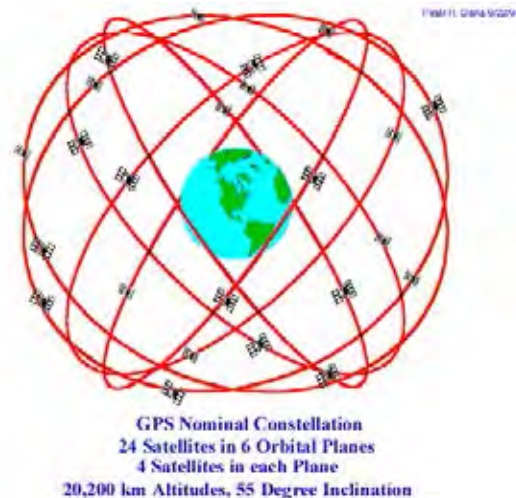 GPS Nominal Constellation
24 Satellites in 6 Orbital Planes
4 Satellites in each Plane
20,200 km Altitudes, 55 Degree Inclination